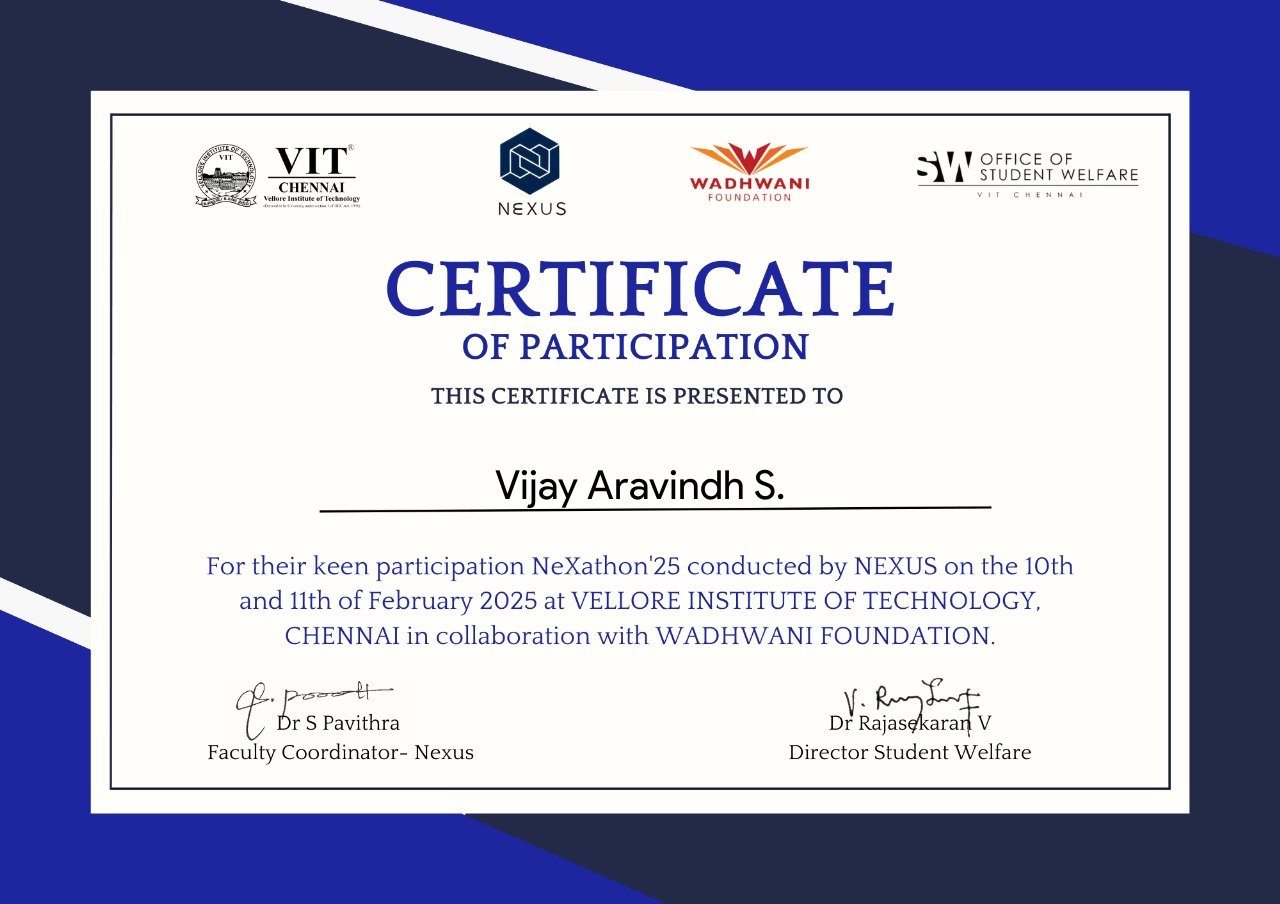 VIT®
CHENNAI
Vellore Institute of Technology
VIT
NEXUS
WADHWANI
FOUNDATION
SW OFFICE OF
STUDENT WELFARE
VIT CHENNAI
CERTIFICATE
OF PARTICIPATION
THIS CERTIFICATE IS PRESENTED TO
Vijay Aravindh S.
For their keen participation NeXathon'25 conducted by NEXUS on the 10th
and 11th of February 2025 at VELLORE INSTITUTE OF TECHNOLOGY,
CHENNAI in collaboration with WADHWANI FOUNDATION.
Dr S Pavithra
Faculty Coordinator- Nexus
Dr Rajasekaran V
Director Student Welfare